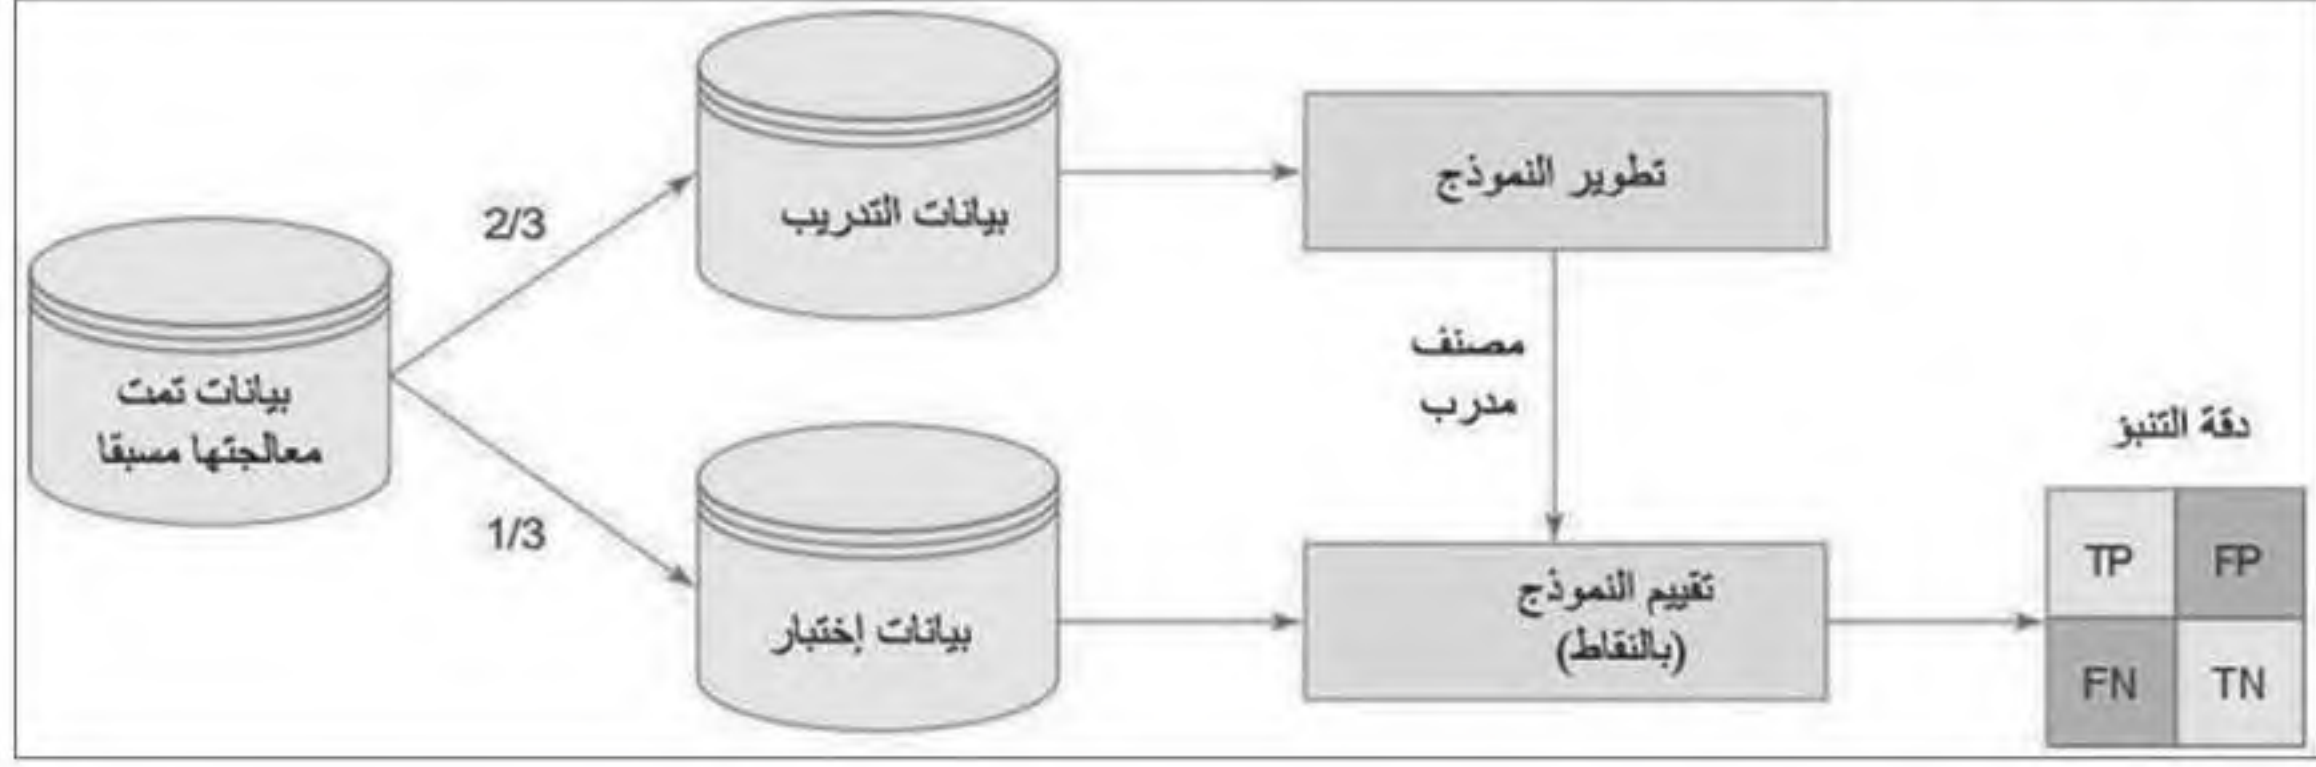 بيانات تمت
معالجتها مسبقا
2/3
1/3
بيانات التدريب
بيانات إختبار
تطوير النموذج
مصنف
مدرب
تقييم النموذج
(بالنقاط)
دقة التنبؤ
TP FP
FN TN